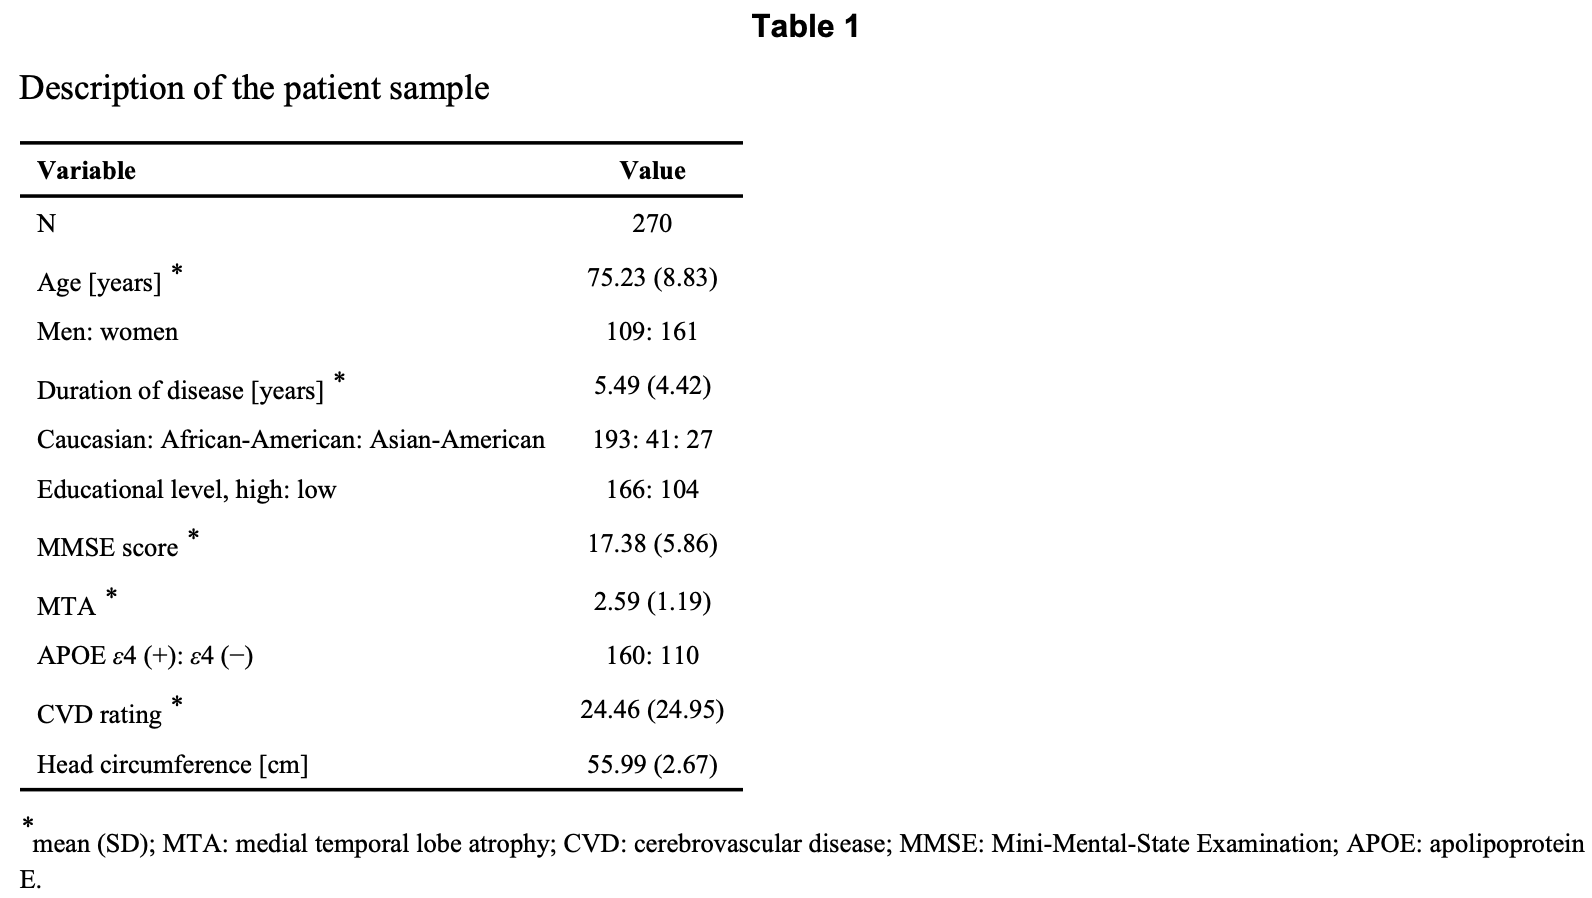 Table 1
Description of the patient sample
Variable Value
N 270
Age [years] * 75.23 (8.83)
Men: women 109: 161
Duration of disease [years] * 5.49 (4.42)
Caucasian: African-American: Asian-American 193: 41: 27
Educational level, high: low 166: 104
MMSE score * 17.38 (5.86)
MTA * 2.59 (1.19)
APOE ε4 (+): ε4 (−) 160: 110
CVD rating * 24.46 (24.95)
Head circumference [cm] 55.99 (2.67)
*mean (SD); MTA: medial temporal lobe atrophy; CVD: cerebrovascular disease; MMSE: Mini-Mental-State Examination; APOE: apolipoprotein
E.